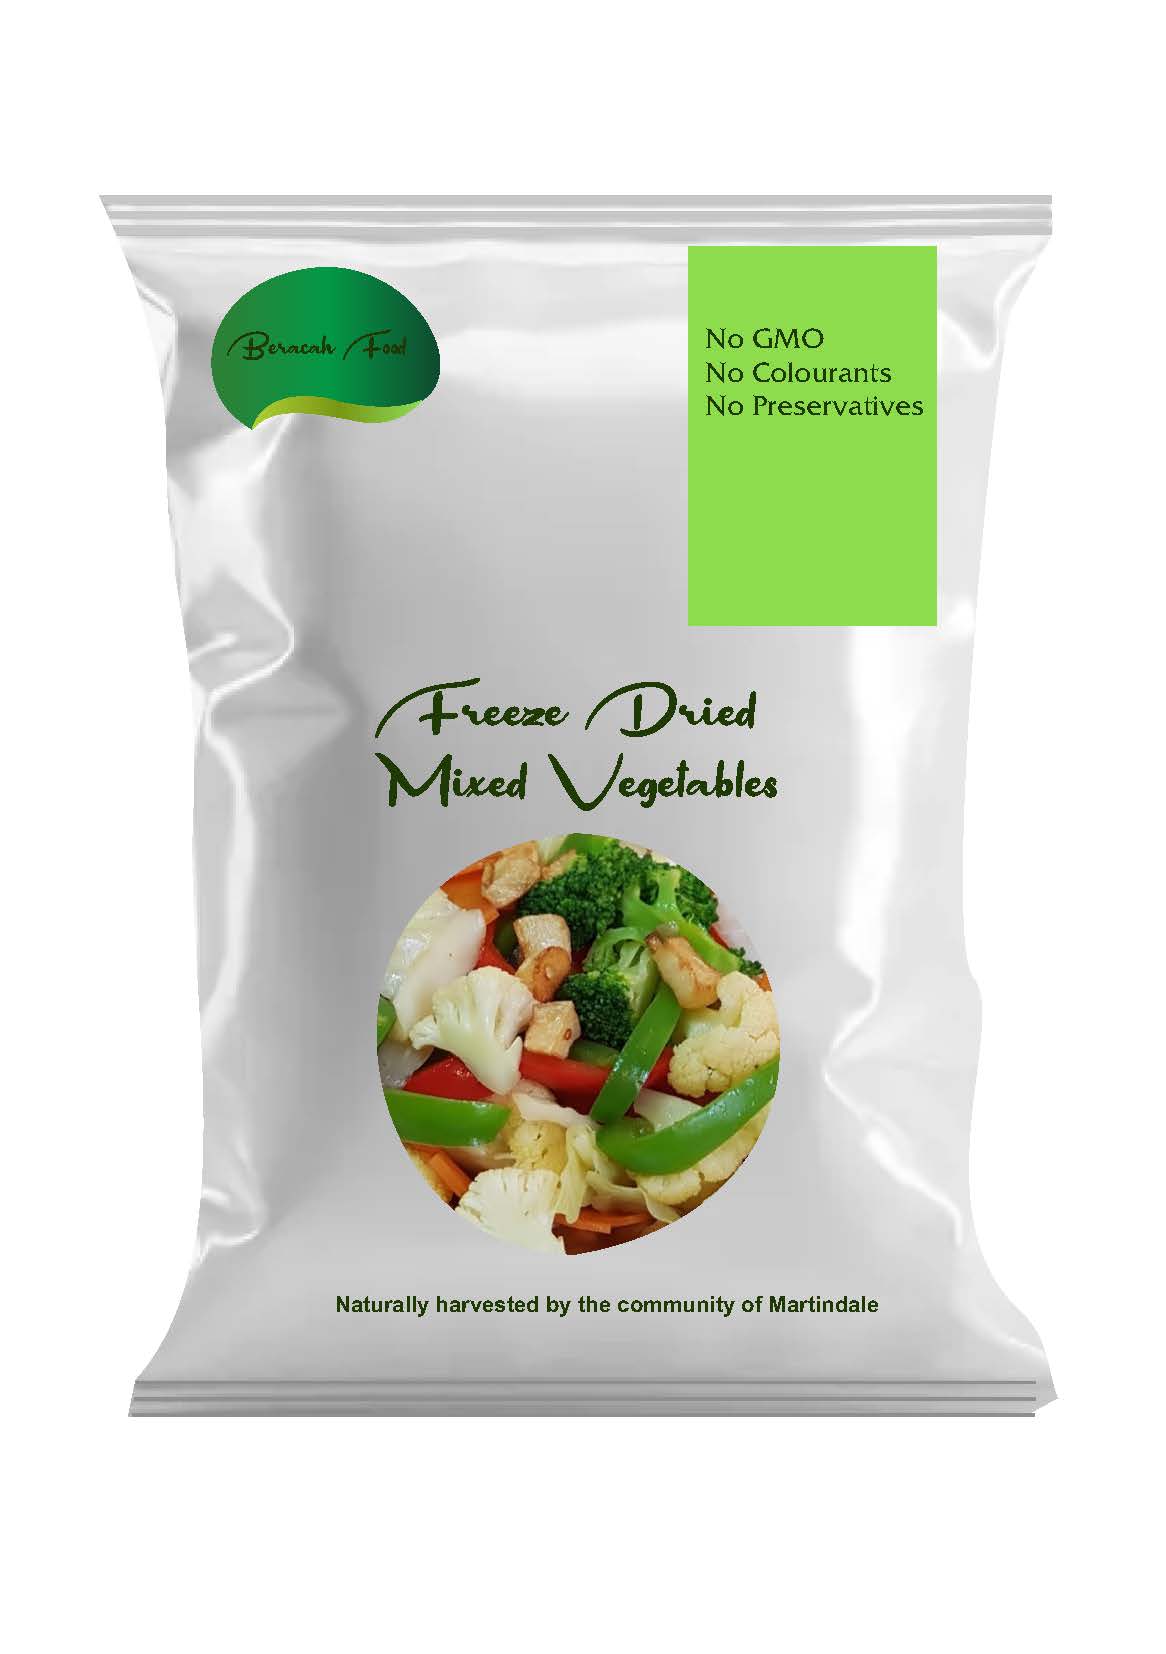 Beracah Food
No GMO
No Colourants
No Preservatives
Freeze Dried
Mixed Vegetables
Naturally harvested by the community of Martindale